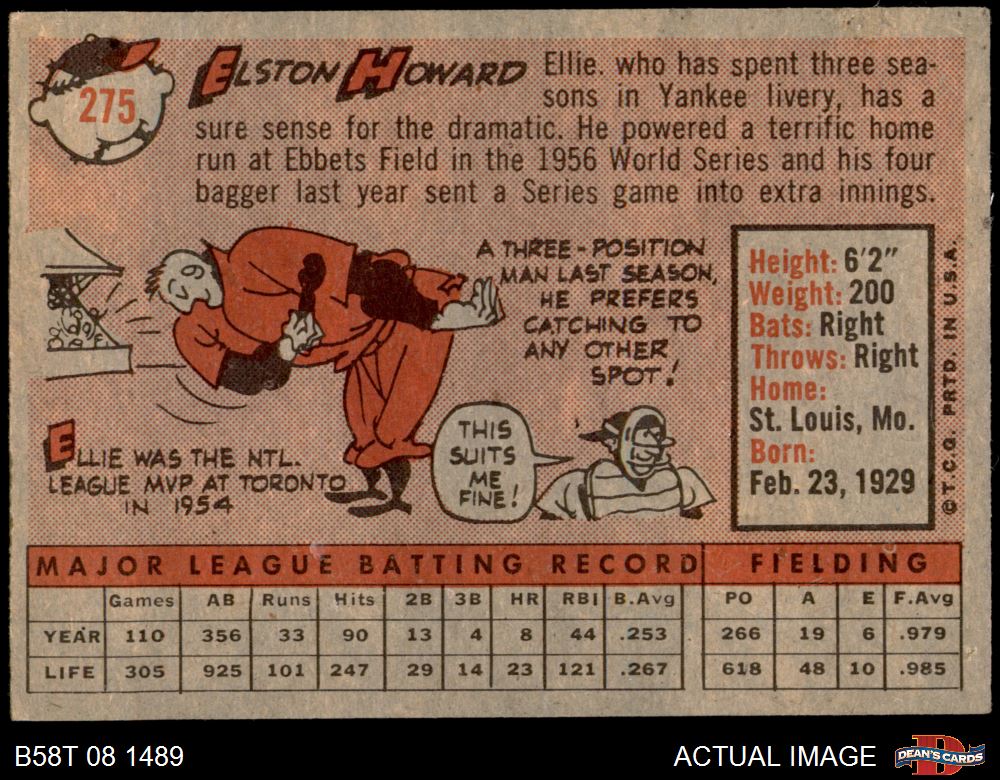 275
ELSTON HOWARD
Ellie. who has spent three sea-
sons in Yankee livery, has a
sure sense for the dramatic. He powered a terrific home
run at Ebbets Field in the 1956 World Series and his four
bagger last year sent a Series game into extra innings.
A THREE-POSITION
MAN LAST SEASON,
HE PREFERS
CATCHING TO
ANY OTHER
SPOT!
ELLIE WAS THE NTL.
LEAGUE MVP AT TORONTO
IN 1954
THIS
SUITS
ME
FINE!
Height: 6'2"
Weight: 200
Bats: Right
Throws: Right
Home:
St. Louis, Mo.
Born:
Feb. 23, 1929
© T.C.G. PRTD. IN U.S.A.
MAJOR LEAGUE BATTING RECORD FIELDING
Games AB Runs Hits 2B 3B HR RBI B.Avg PO A E F.Avg
YEAR 110 356 33 90 13 4 8 44 .253 266 19 6 .979
LIFE 305 925 101 247 29 14 23 121 .267 618 48 10 .985
B58T 08 1489 ACTUAL IMAGE DEAN'S CARDS